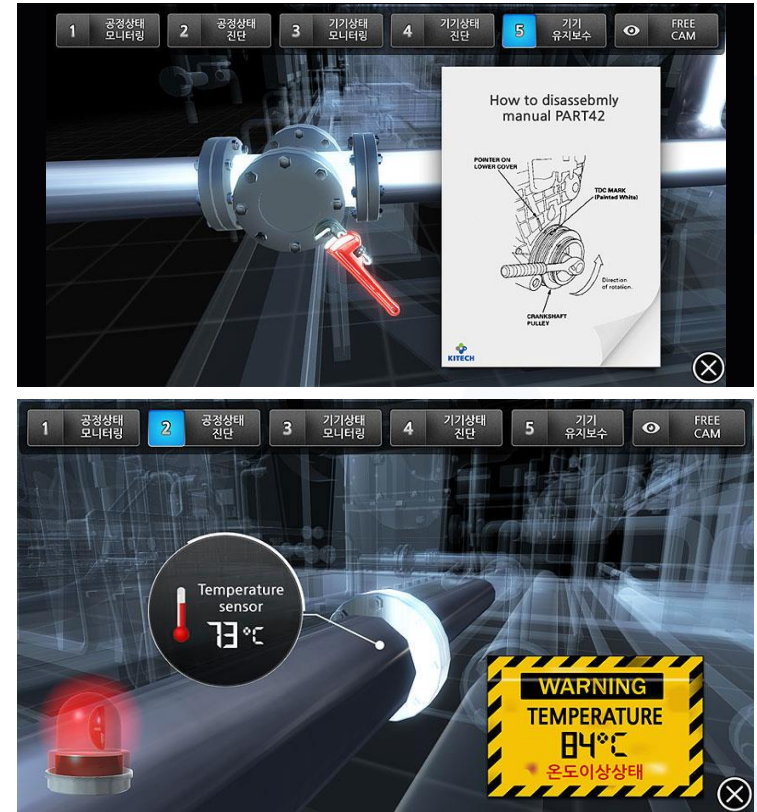 1 공정상태 모니터링
2 공정상태 진단
3 기기상태 모니터링
4 기기상태 진단
5 기기 유지보수
FREE CAM
How to disassebmly
manual PART42
POINTER ON
LOWER COVER
TDC MARK
(Painted White)
Direction
of rotation.
CRANKSHAFT
PULLEY
KITECH
1 공정상태 모니터링
2 공정상태 진단
3 기기상태 모니터링
4 기기상태 진단
5 기기 유지보수
FREE CAM
Temperature
sensor
73°C
WARNING
TEMPERATURE
84°C
온도이상상태